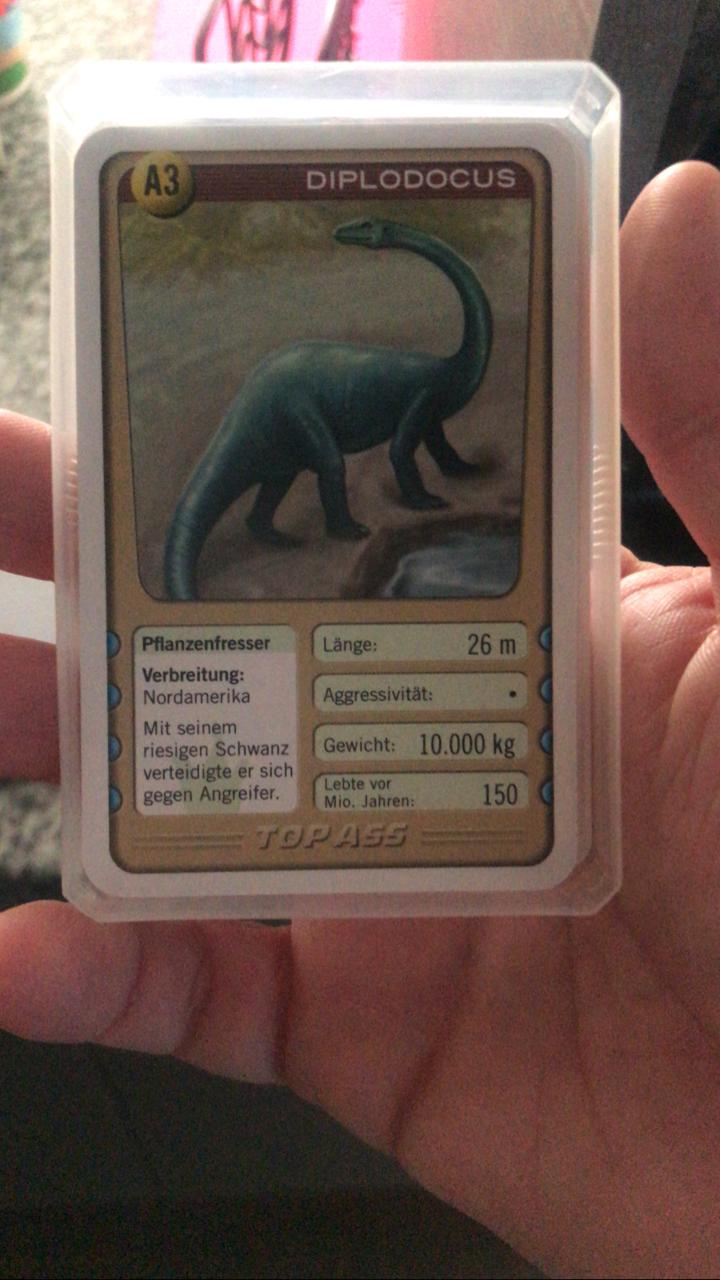 A3
DIPLODOCUS
Pflanzenfresser
Verbreitung:
Nordamerika
Mit seinem
riesigen Schwanz
verteidigte er sich
gegen Angreifer.
Länge: 26 m
Aggressivität: •
Gewicht: 10.000 kg
Lebte vor
Mio. Jahren: 150
TOP ASS